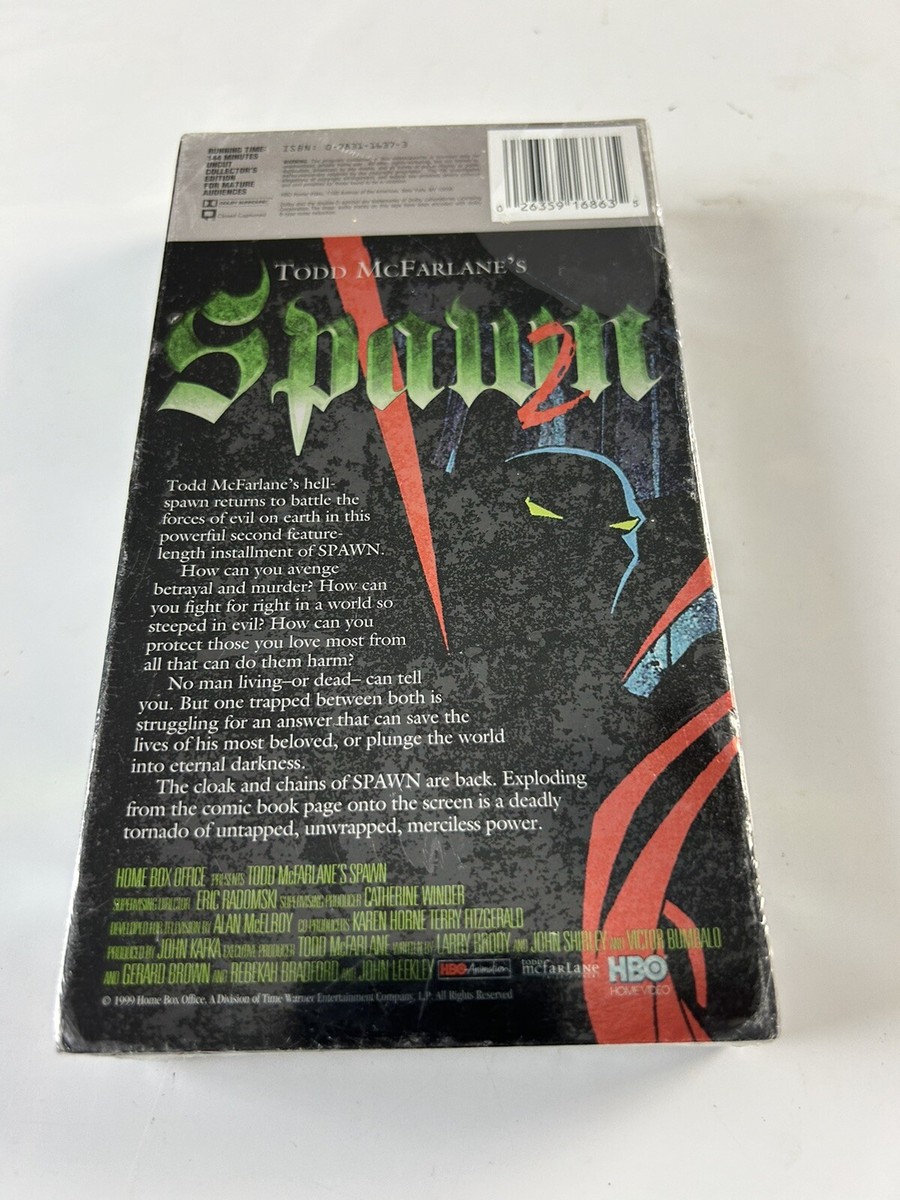 RUNNING TIME:
144 MINUTES
UNCUT
COLLECTOR'S
EDITION
FOR MATURE
AUDIENCES
DOLBY SURROUND
Closed Captioned
ISBN: 0-7831-1437-3
WARNING:
0 26359 16863 5
TODD MCFARLANE'S
Spawn
2
Todd McFarlane's hell-
spawn returns to battle the
forces of evil on earth in this
powerful second feature-
length installment of SPAWN.
How can you avenge
betrayal and murder? How can
you fight for right in a world so
steeped in evil? How can you
protect those you love most from
all that can do them harm?
No man living–or dead– can tell
you. But one trapped between both is
struggling for an answer that can save the
lives of his most beloved, or plunge the world
into eternal darkness.
The cloak and chains of SPAWN are back. Exploding
from the comic book page onto the screen is a deadly
tornado of untapped, unwrapped, merciless power.
HOME BOX OFFICE PRESENTS TODD McFARLANE'S SPAWN
SUPERVISING DIRECTOR ERIC RADOMSKI SUPERVISING PRODUCER CATHERINE WINDER
DEVELOPED FOR TELEVISION BY ALAN McELROY CO-PRODUCERS KAREN HORNE TERRY FITZGERALD
PRODUCED BY JOHN KAFKA EXECUTIVE PRODUCER TODD McFARLANE WRITTEN BY LARRY BRODY AND JOHN SHIRLEY AND VICTOR BUMBALO
AND GERARD BROWN AND REBEKAH BRADFORD AND JOHN LEEKLEY HBO Animation todd mcfarlane HBO
HOME VIDEO
© 1999 Home Box Office. A Division of Time Warner Entertainment Company, L.P. All Rights Reserved